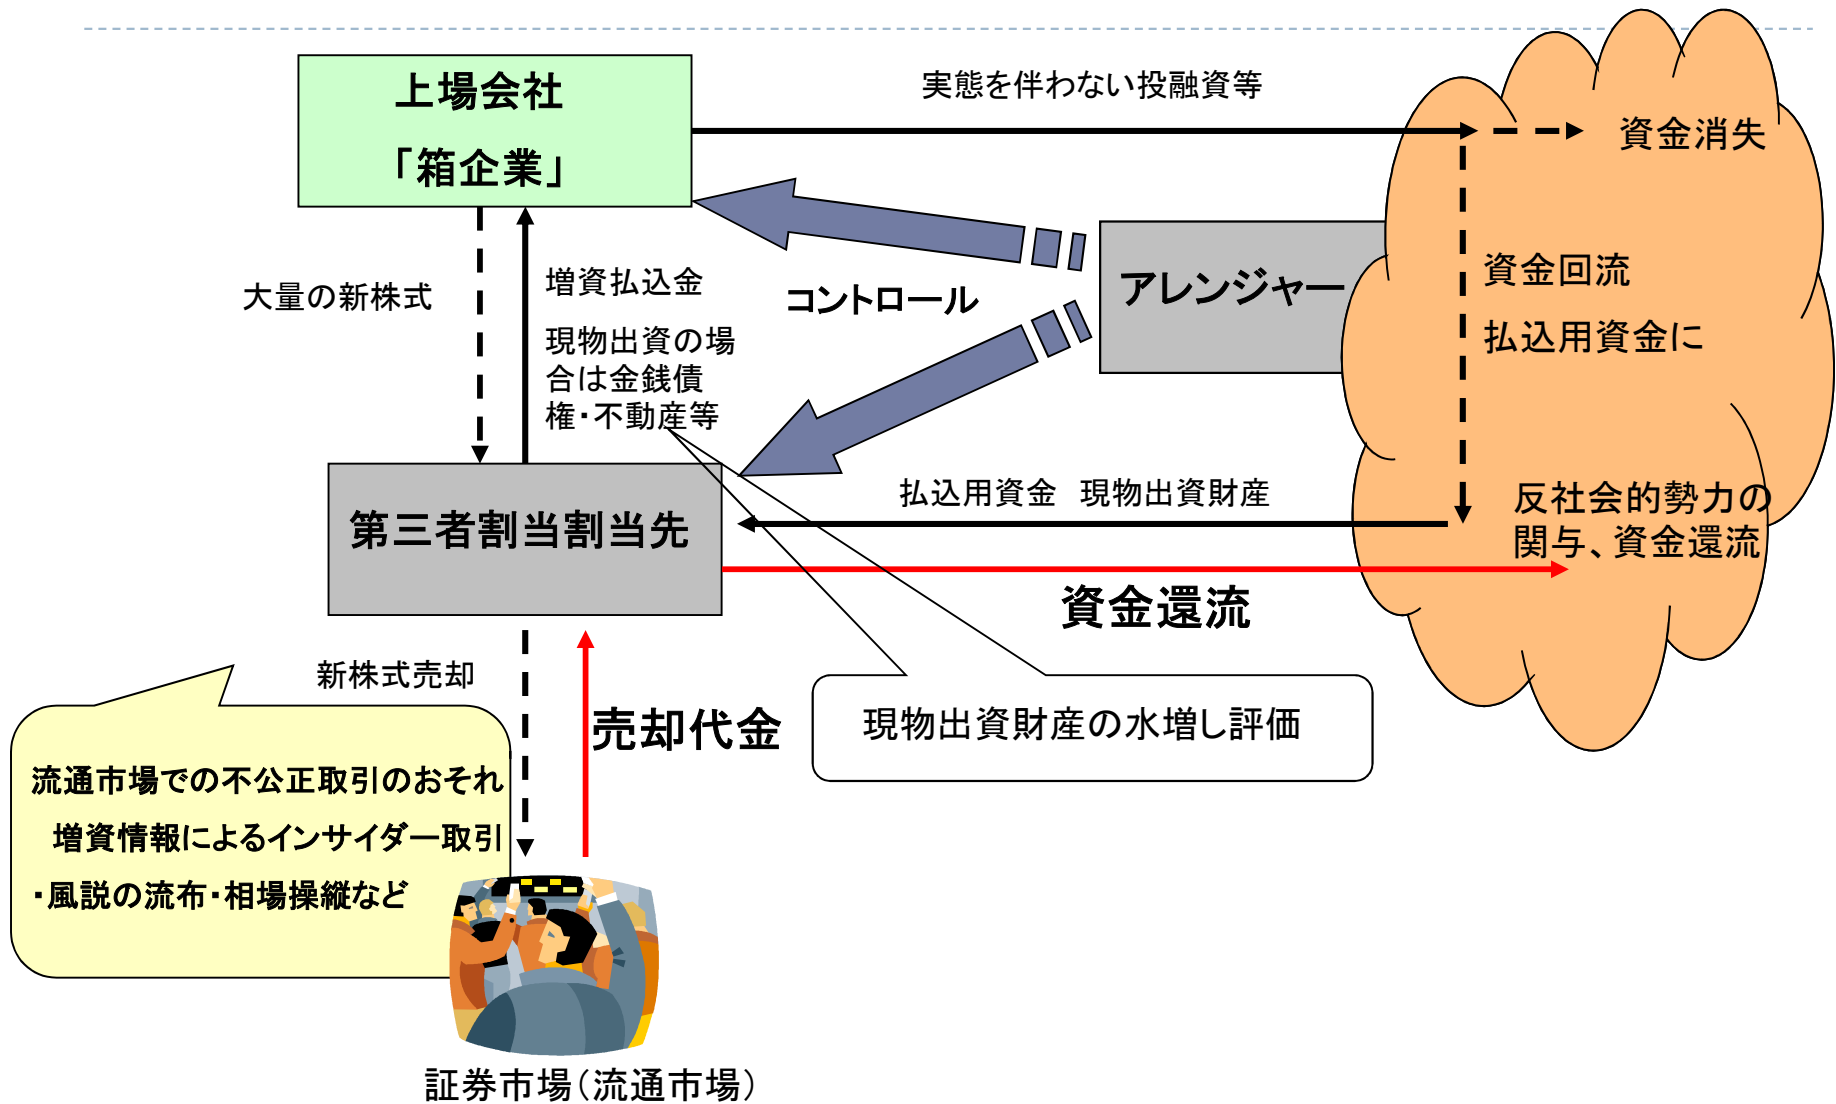 上場会社
「箱企業」
実態を伴わない投融資等
資金消失
大量の新株式
増資払込金
現物出資の場
合は金銭債
権・不動産等
コントロール
アレンジャー
資金回流
払込用資金に
第三者割当割当先
払込用資金　現物出資財産
反社会的勢力の
関与、資金還流
資金還流
新株式売却
売却代金
現物出資財産の水増し評価
流通市場での不公正取引のおそれ
増資情報によるインサイダー取引
・風説の流布・相場操縦など
証券市場（流通市場）